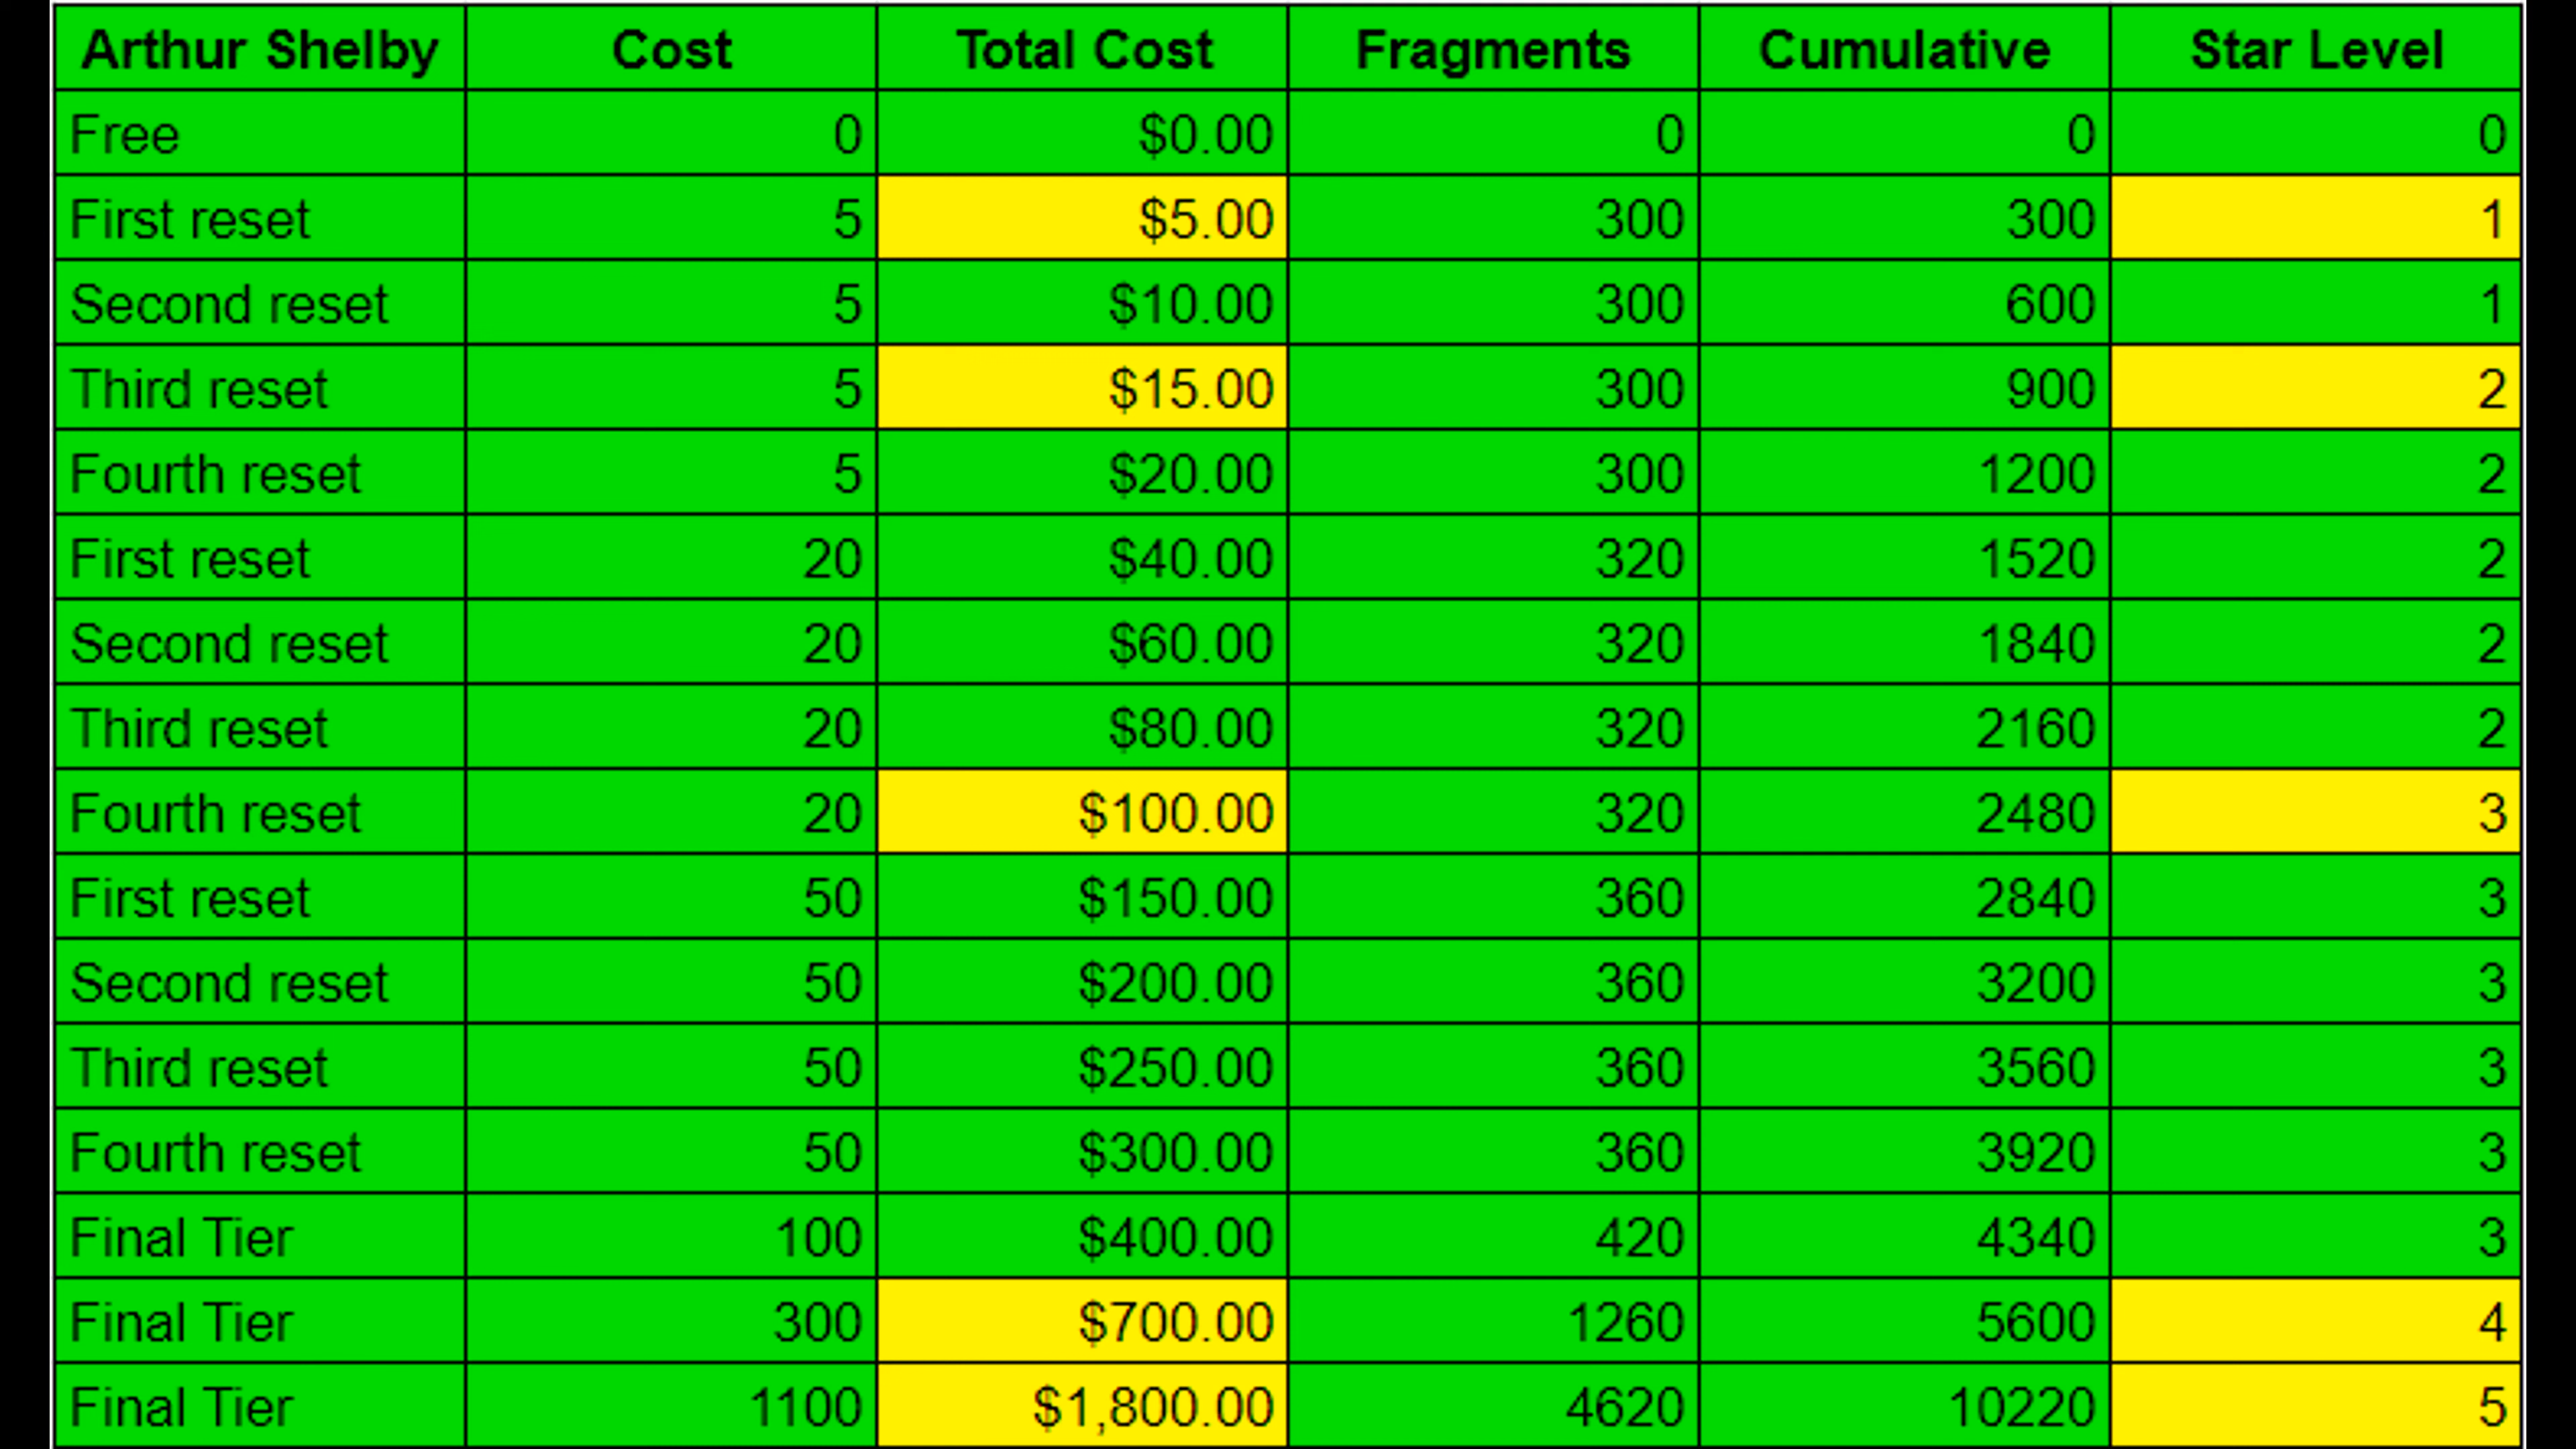 Arthur Shelby Cost Total Cost Fragments Cumulative Star Level
Free 0 $0.00 0 0 0
First reset 5 $5.00 300 300 1
Second reset 5 $10.00 300 600 1
Third reset 5 $15.00 300 900 2
Fourth reset 5 $20.00 300 1200 2
First reset 20 $40.00 320 1520 2
Second reset 20 $60.00 320 1840 2
Third reset 20 $80.00 320 2160 2
Fourth reset 20 $100.00 320 2480 3
First reset 50 $150.00 360 2840 3
Second reset 50 $200.00 360 3200 3
Third reset 50 $250.00 360 3560 3
Fourth reset 50 $300.00 360 3920 3
Final Tier 100 $400.00 420 4340 3
Final Tier 300 $700.00 1260 5600 4
Final Tier 1100 $1,800.00 4620 10220 5